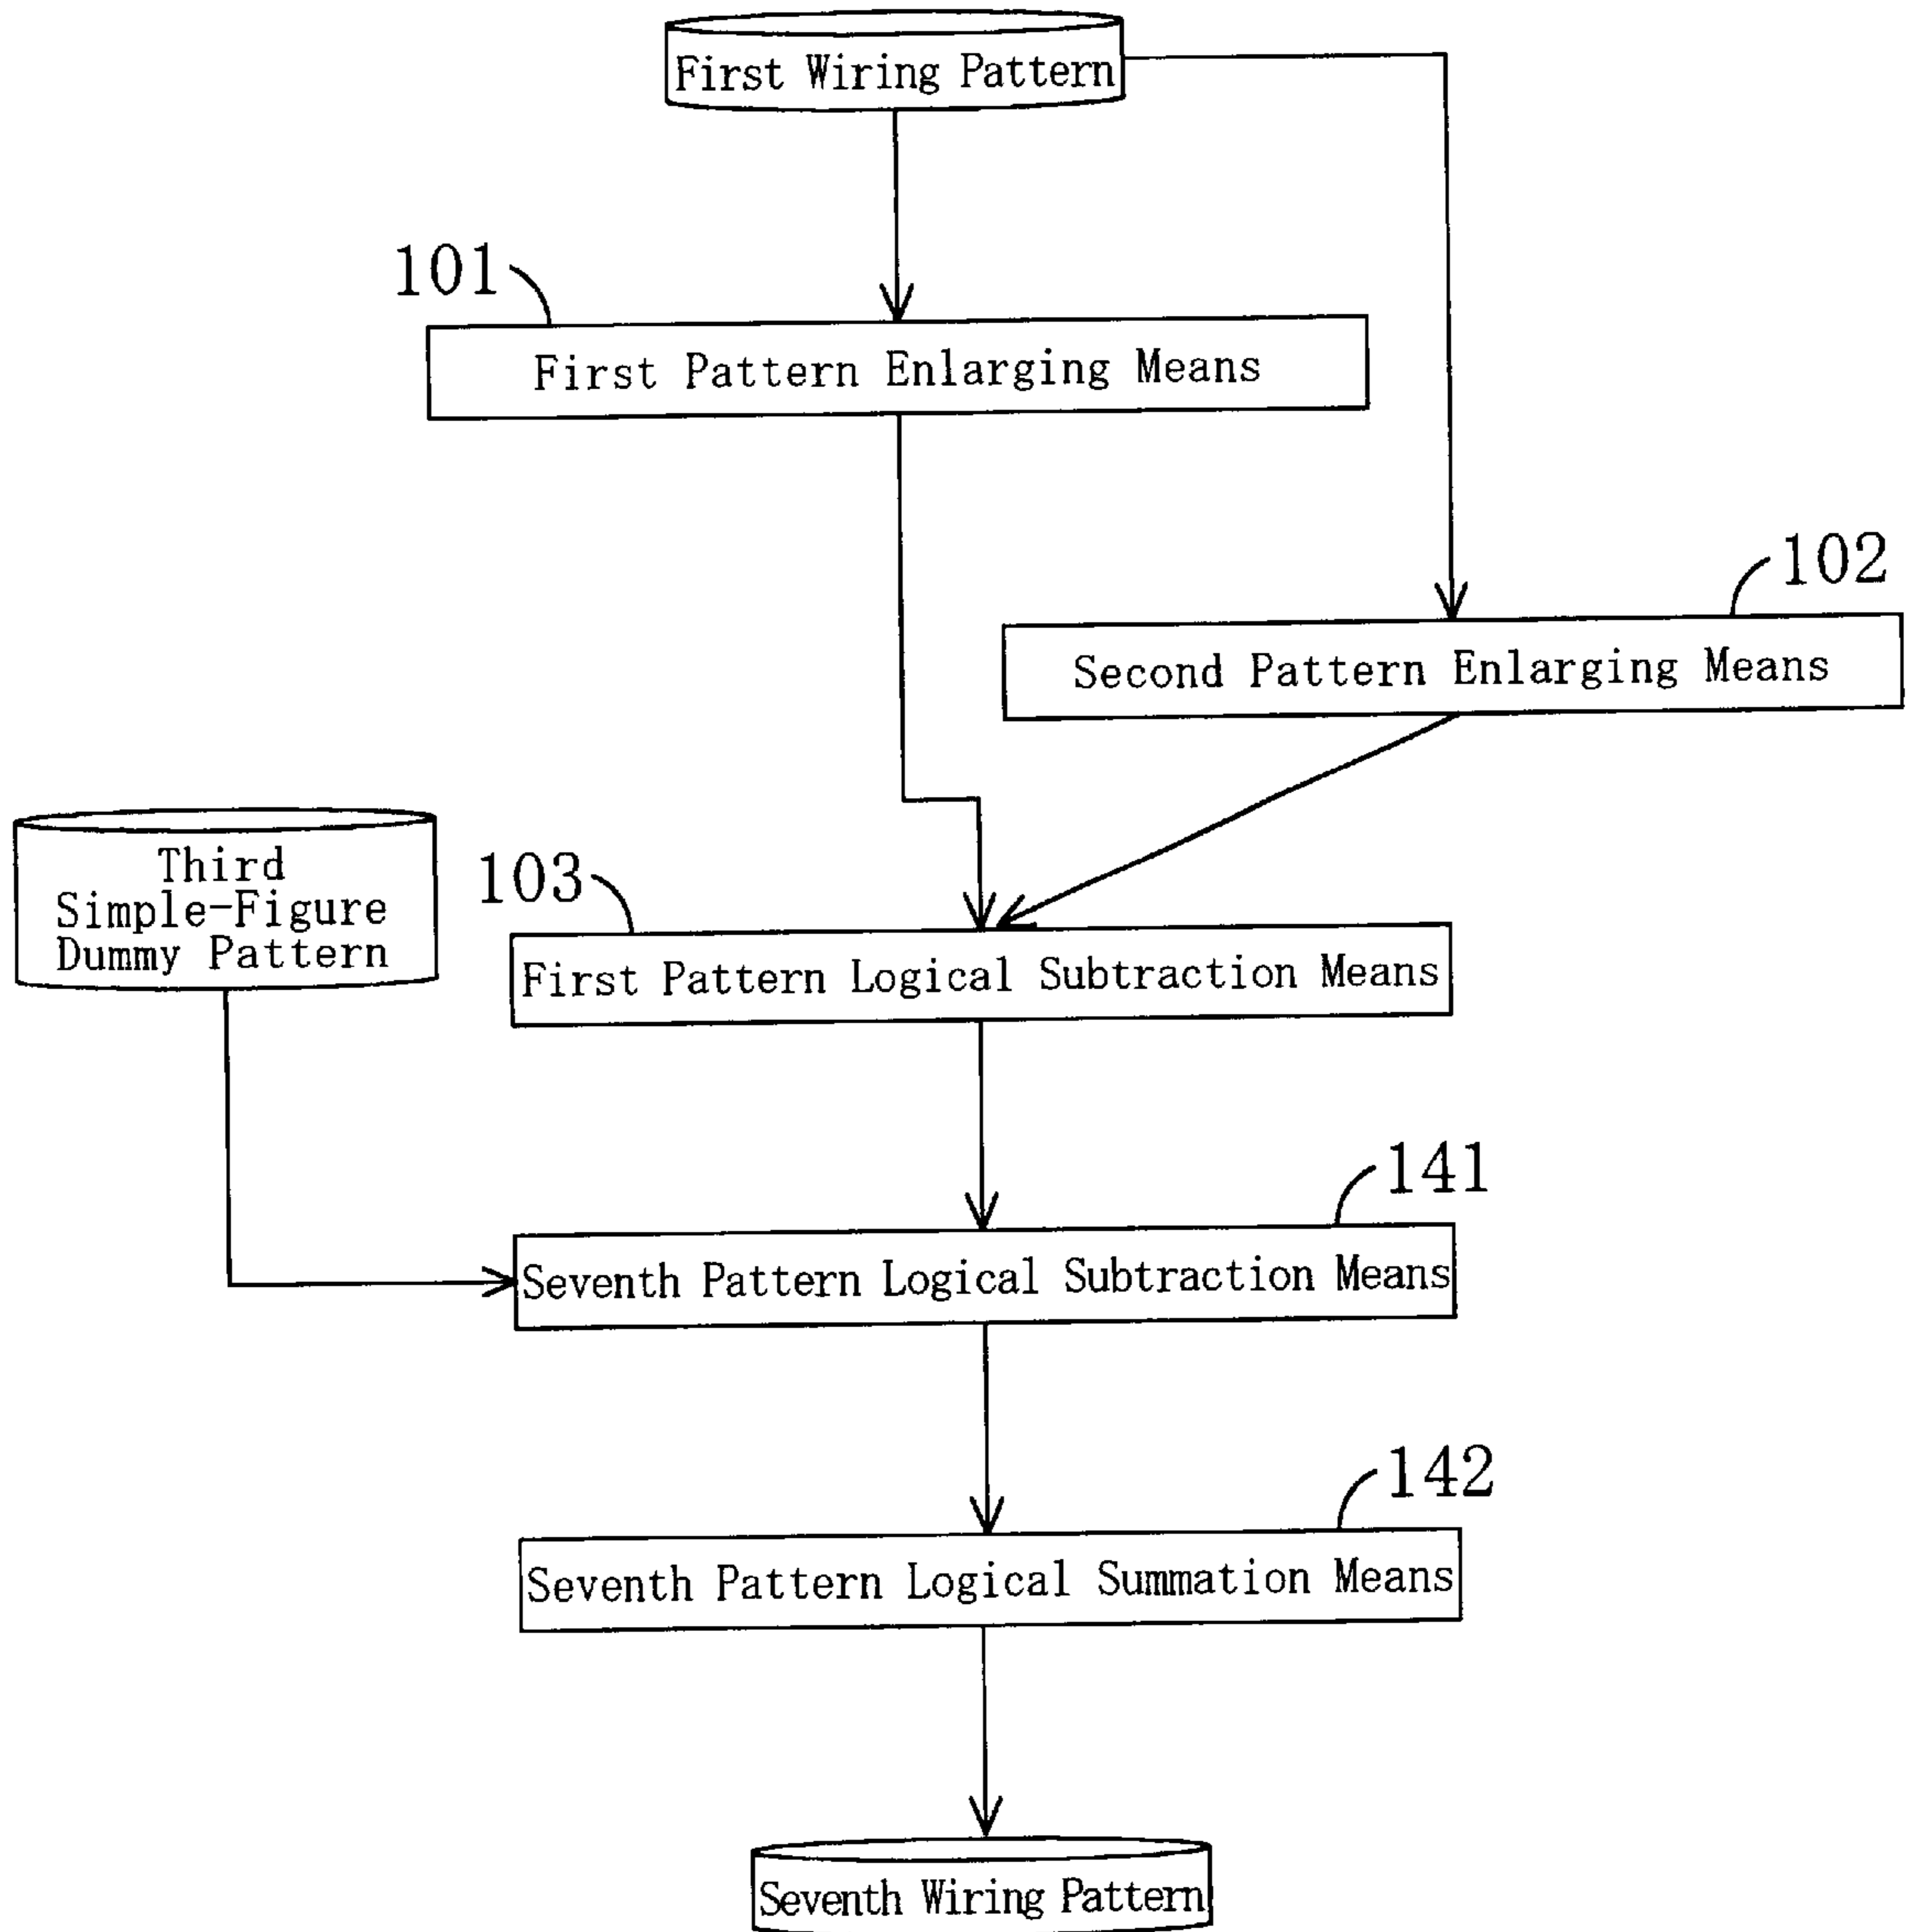 First Wiring Pattern
101
First Pattern Enlarging Means
102
Second Pattern Enlarging Means
Third
Simple-Figure
Dummy Pattern
103
First Pattern Logical Subtraction Means
141
Seventh Pattern Logical Subtraction Means
142
Seventh Pattern Logical Summation Means
Seventh Wiring Pattern